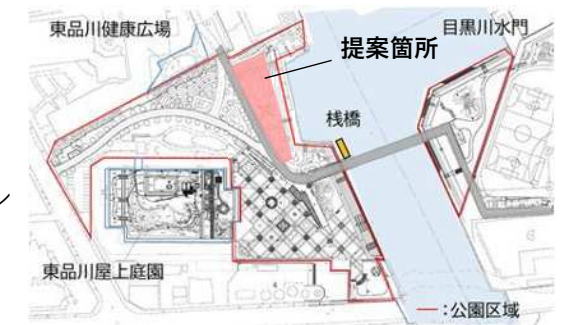 東品川健康広場
目黒川水門
提案箇所
桟橋
東品川屋上庭園
:公園区域